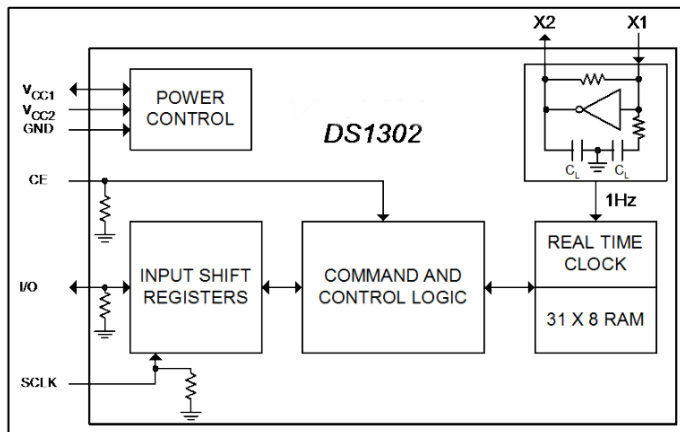 X2 X1
VCC1
VCC2
GND
POWER
CONTROL
DS1302
CL CL
CE
1Hz
I/O
INPUT SHIFT
REGISTERS
COMMAND AND
CONTROL LOGIC
REAL TIME
CLOCK
31 X 8 RAM
SCLK